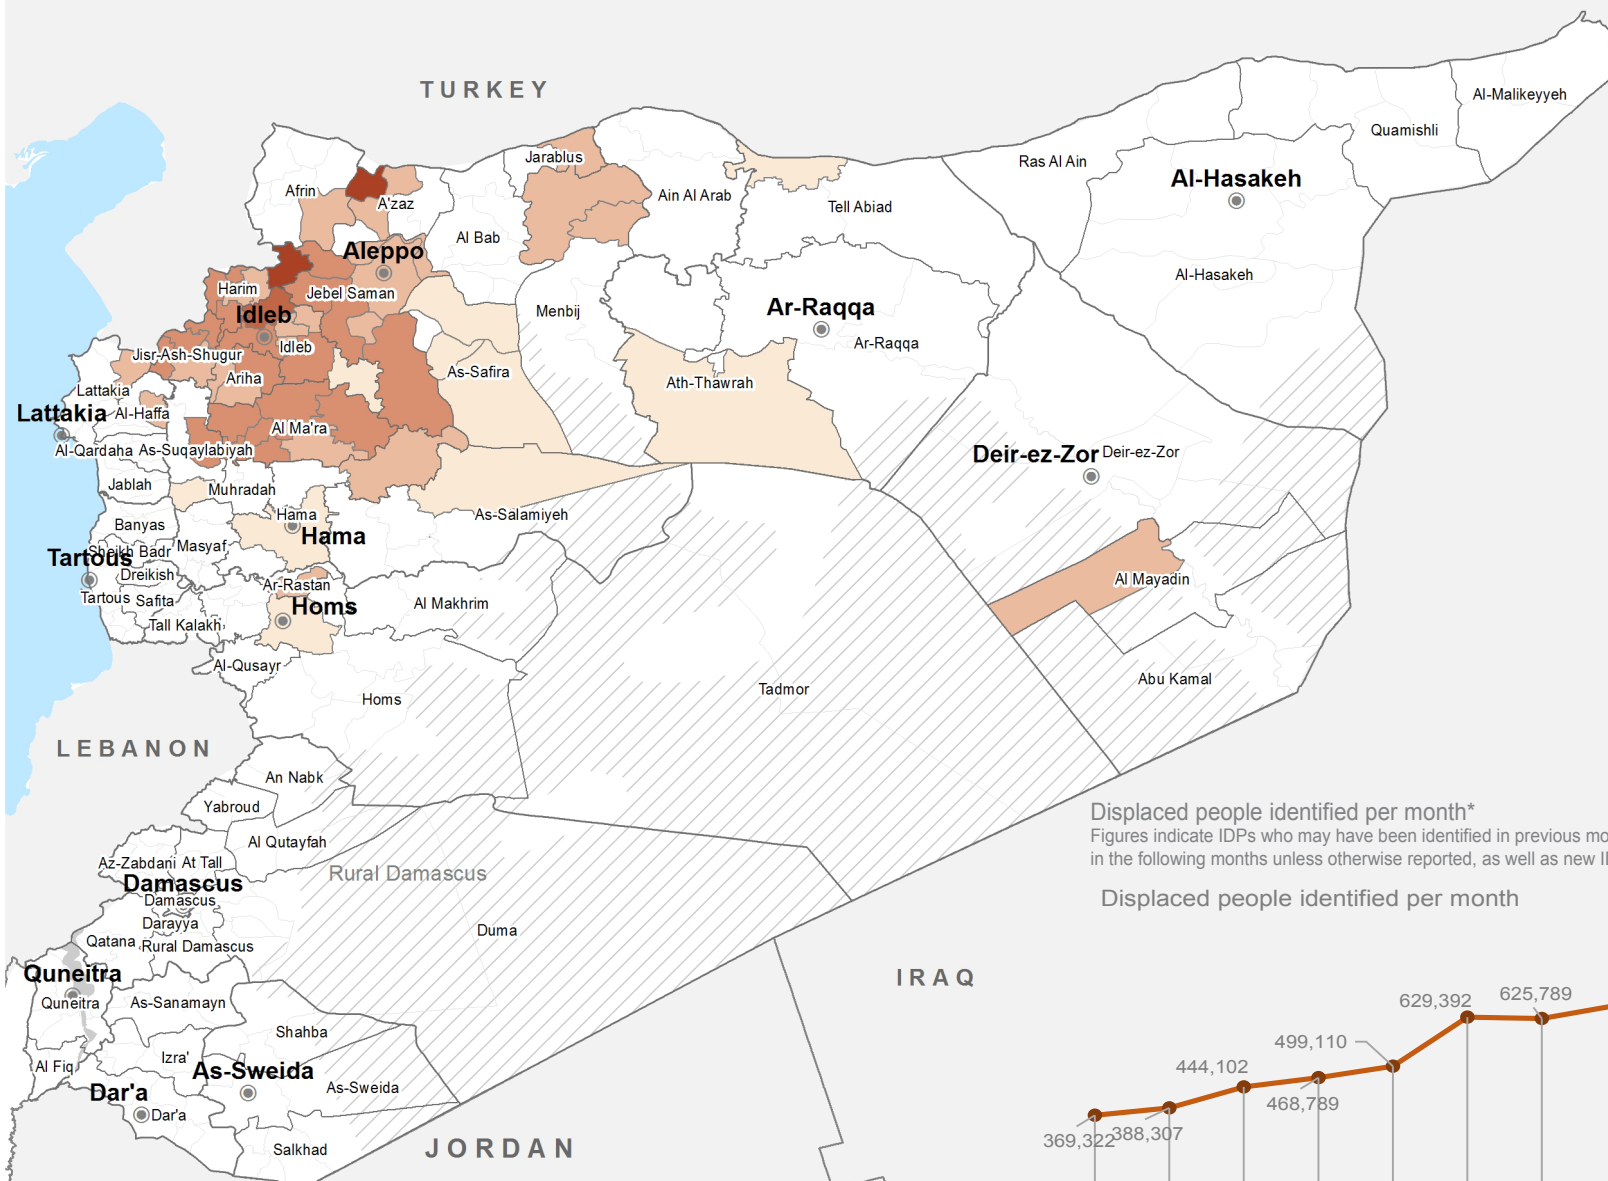 TURKEY
Al-Malikeyyeh
Quamishli
Jarablus
Ras Al Ain
Al-Hasakeh
Afrin
Ain Al Arab
A'zaz
Tell Abiad
Al Bab
Aleppo
Al-Hasakeh
Harim
Jebel Saman
Menbij
Ar-Raqqa
Idleb
Idleb
Ar-Raqqa
Jisr-Ash-Shugur
Ariha
As-Safira
Ath-Thawrah
Lattakia
Lattakia
Al-Haffa
Al Ma'ra
Al-Qardaha
As-Suqaylabiyah
Deir-ez-Zor
Deir-ez-Zor
Jablah
Muhradah
Hama
As-Salamiyeh
Banyas
Hama
Masyaf
Sheikh Badr
Tartous
Dreikish
Ar-Rastan
Al Mayadin
Tartous
Safita
Homs
Al Makhrim
Tall Kalakh
Al-Qusayr
Abu Kamal
Tadmor
Homs
LEBANON
An Nabk
Yabroud
Al Qutayfah
Az-Zabdani
At Tall
Rural Damascus
Damascus
Damascus
Darayya
Duma
Qatana
Rural Damascus
Quneitra
Quneitra
As-Sanamayn
IRAQ
Shahba
Izra'
Al Fiq
As-Sweida
As-Sweida
Dar'a
Dar'a
Salkhad
JORDAN
Displaced people identified per month*
Figures indicate IDPs who may have been identified in previous mo
in the following months unless otherwise reported, as well as new I
Displaced people identified per month
369,322
388,307
444,102
468,789
499,110
629,392
625,789